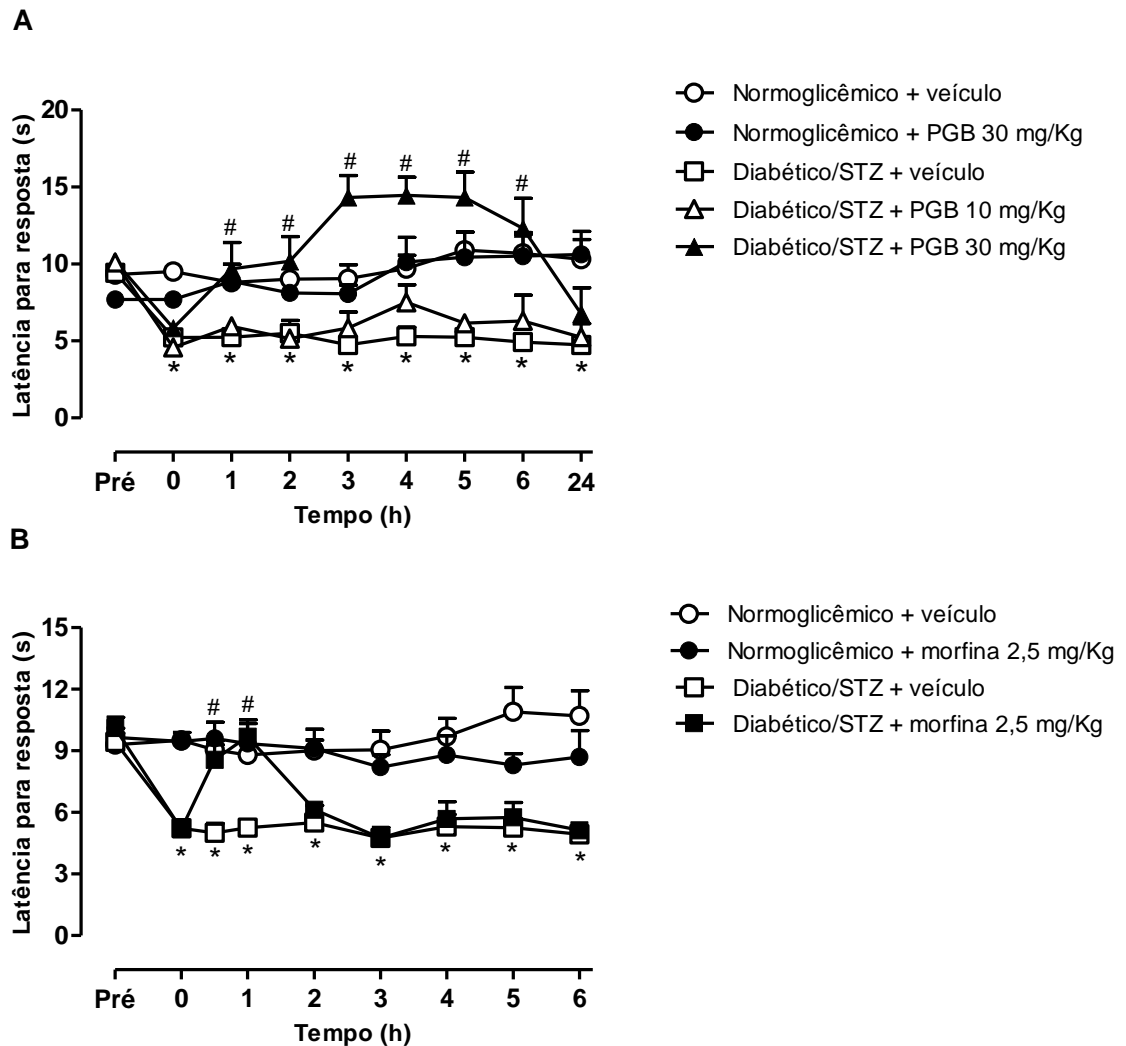 A
Latência para resposta (s)
20
15
10
5
0
# # # # # #
* * * * * * * *
Pré 0 1 2 3 4 5 6 24
Tempo (h)
Normoglicêmico + veículo
Normoglicêmico + PGB 30 mg/Kg
Diabético/STZ + veículo
Diabético/STZ + PGB 10 mg/Kg
Diabético/STZ + PGB 30 mg/Kg
B
Latência para resposta (s)
15
12
9
6
3
0
# #
* * * * * * * *
Pré 0 1 2 3 4 5 6
Tempo (h)
Normoglicêmico + veículo
Normoglicêmico + morfina 2,5 mg/Kg
Diabético/STZ + veículo
Diabético/STZ + morfina 2,5 mg/Kg